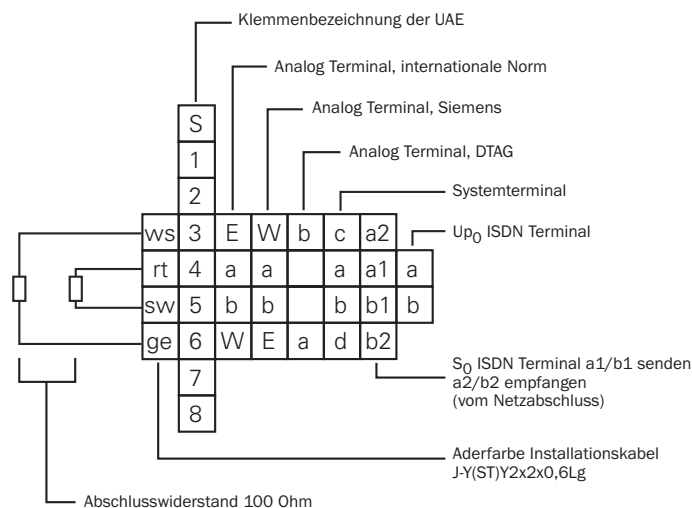 Klemmenbezeichnung der UAE
Analog Terminal, internationale Norm
Analog Terminal, Siemens
Analog Terminal, DTAG
Systemterminal
Up0 ISDN Terminal
S
1
2
ws 3 E W b c a2
rt 4 a a a a1 a
sw 5 b b b b1 b
ge 6 W E a d b2
7
8
S0 ISDN Terminal a1/b1 senden
a2/b2 empfangen
(vom Netzabschluss)
Aderfarbe Installationskabel
J-Y(ST)Y2x2x0,6Lg
Abschlusswiderstand 100 Ohm